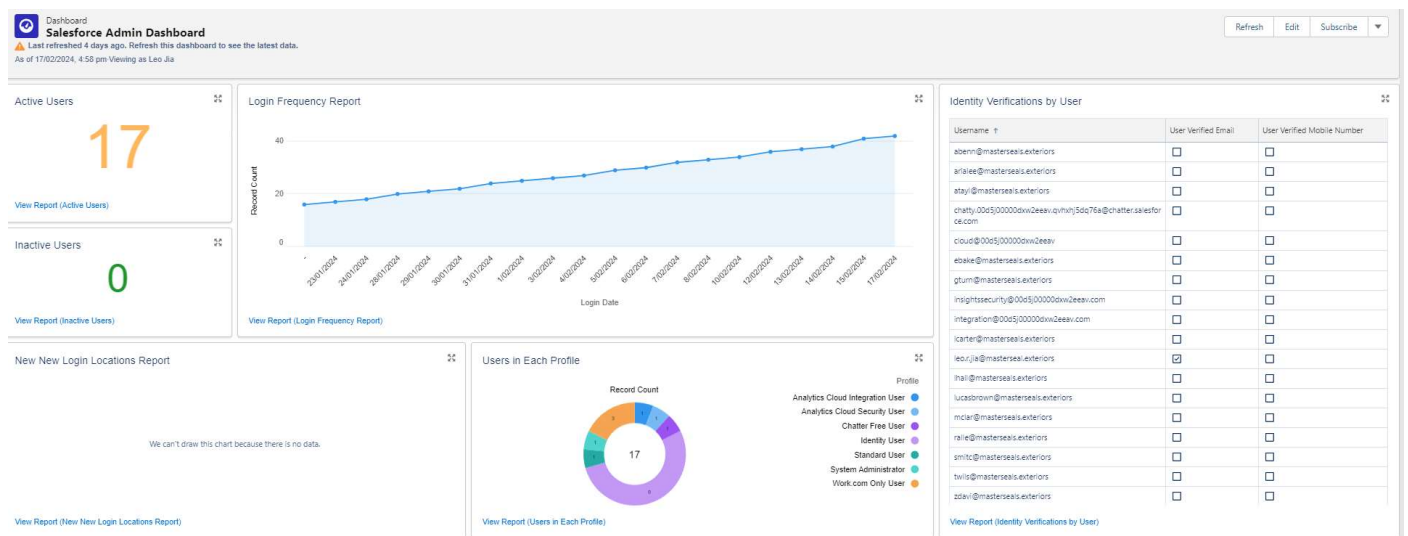 Dashboard
Salesforce Admin Dashboard
Last refreshed 4 days ago. Refresh this dashboard to see the latest data.
As of 17/02/2024, 4:58 pm·Viewing as Leo Jia
Refresh
Edit
Subscribe
Active Users
17
View Report (Active Users)
Inactive Users
0
View Report (Inactive Users)
Login Frequency Report
Record Count
40
20
0
-
23/01/2024
24/01/2024
28/01/2024
29/01/2024
30/01/2024
31/01/2024
1/02/2024
3/02/2024
4/02/2024
5/02/2024
6/02/2024
7/02/2024
8/02/2024
10/02/2024
12/02/2024
13/02/2024
14/02/2024
15/02/2024
17/02/2024
Login Date
View Report (Login Frequency Report)
Identity Verifications by User
Username ↑
User Verified Email
User Verified Mobile Number
abenn@masterseals.exteriors
arlalee@masterseals.exteriors
atayl@masterseals.exteriors
chatty.00d5j00000dxw2eeav.qvhxhj5dq76a@chatter.salesfor
ce.com
cloud@00d5j00000dxw2eeav
ebake@masterseals.exteriors
gturn@masterseals.exteriors
insightssecurity@00d5j00000dxw2eeav.com
integration@00d5j00000dxw2eeav.com
icarter@masterseals.exteriors
leo.r.jia@masterseal.exteriors
lhall@masterseals.exteriors
lucasbrown@masterseals.exteriors
mclar@masterseals.exteriors
smitc@masterseals.exteriors
zdavi@masterseals.exteriors
View Report (Identity Verifications by User)
New New Login Locations Report
We can't draw this chart because there is no data.
View Report (New New Login Locations Report)
Users in Each Profile
Record Count
17
1
1
1
1
1
Profile
Analytics Cloud Integration User
Analytics Cloud Security User
Chatter Free User
Identity User
Standard User
System Administrator
Work.com Only User
View Report (Users in Each Profile)